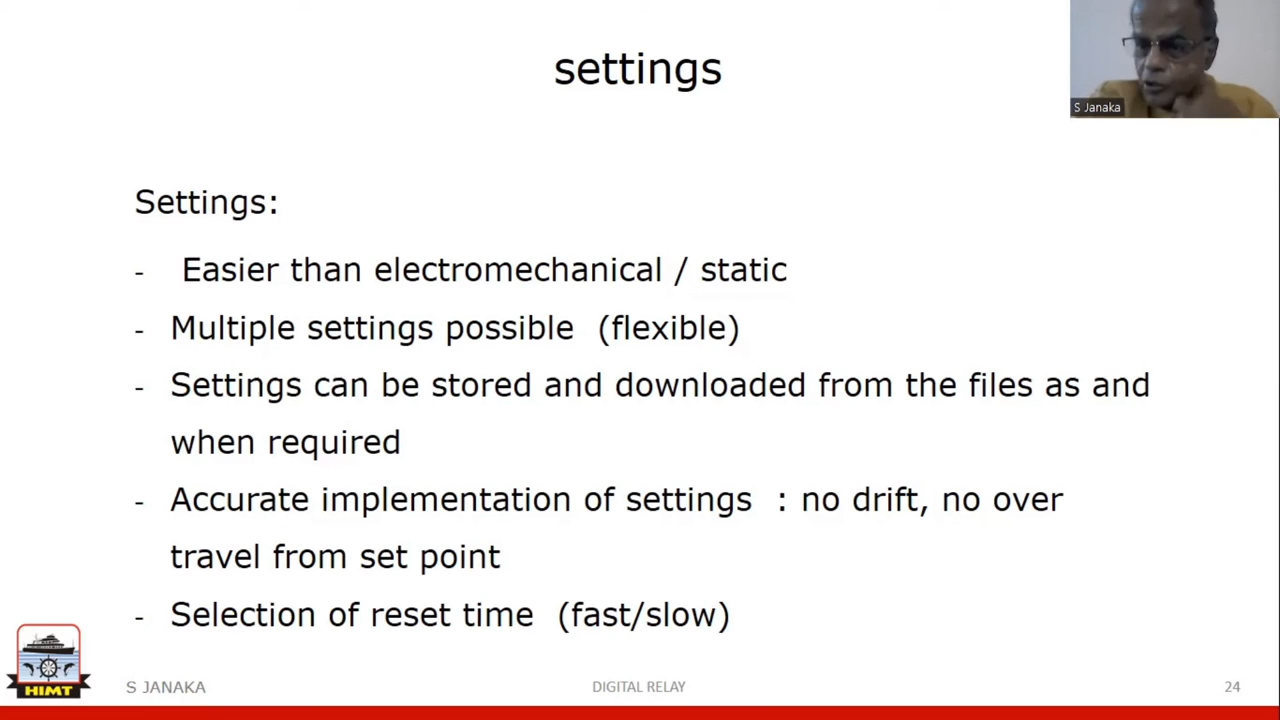 settings
S Janaka
Settings:
- Easier than electromechanical / static
- Multiple settings possible (flexible)
- Settings can be stored and downloaded from the files as and
when required
- Accurate implementation of settings : no drift, no over
travel from set point
- Selection of reset time (fast/slow)
HIMT
S JANAKA
DIGITAL RELAY
24